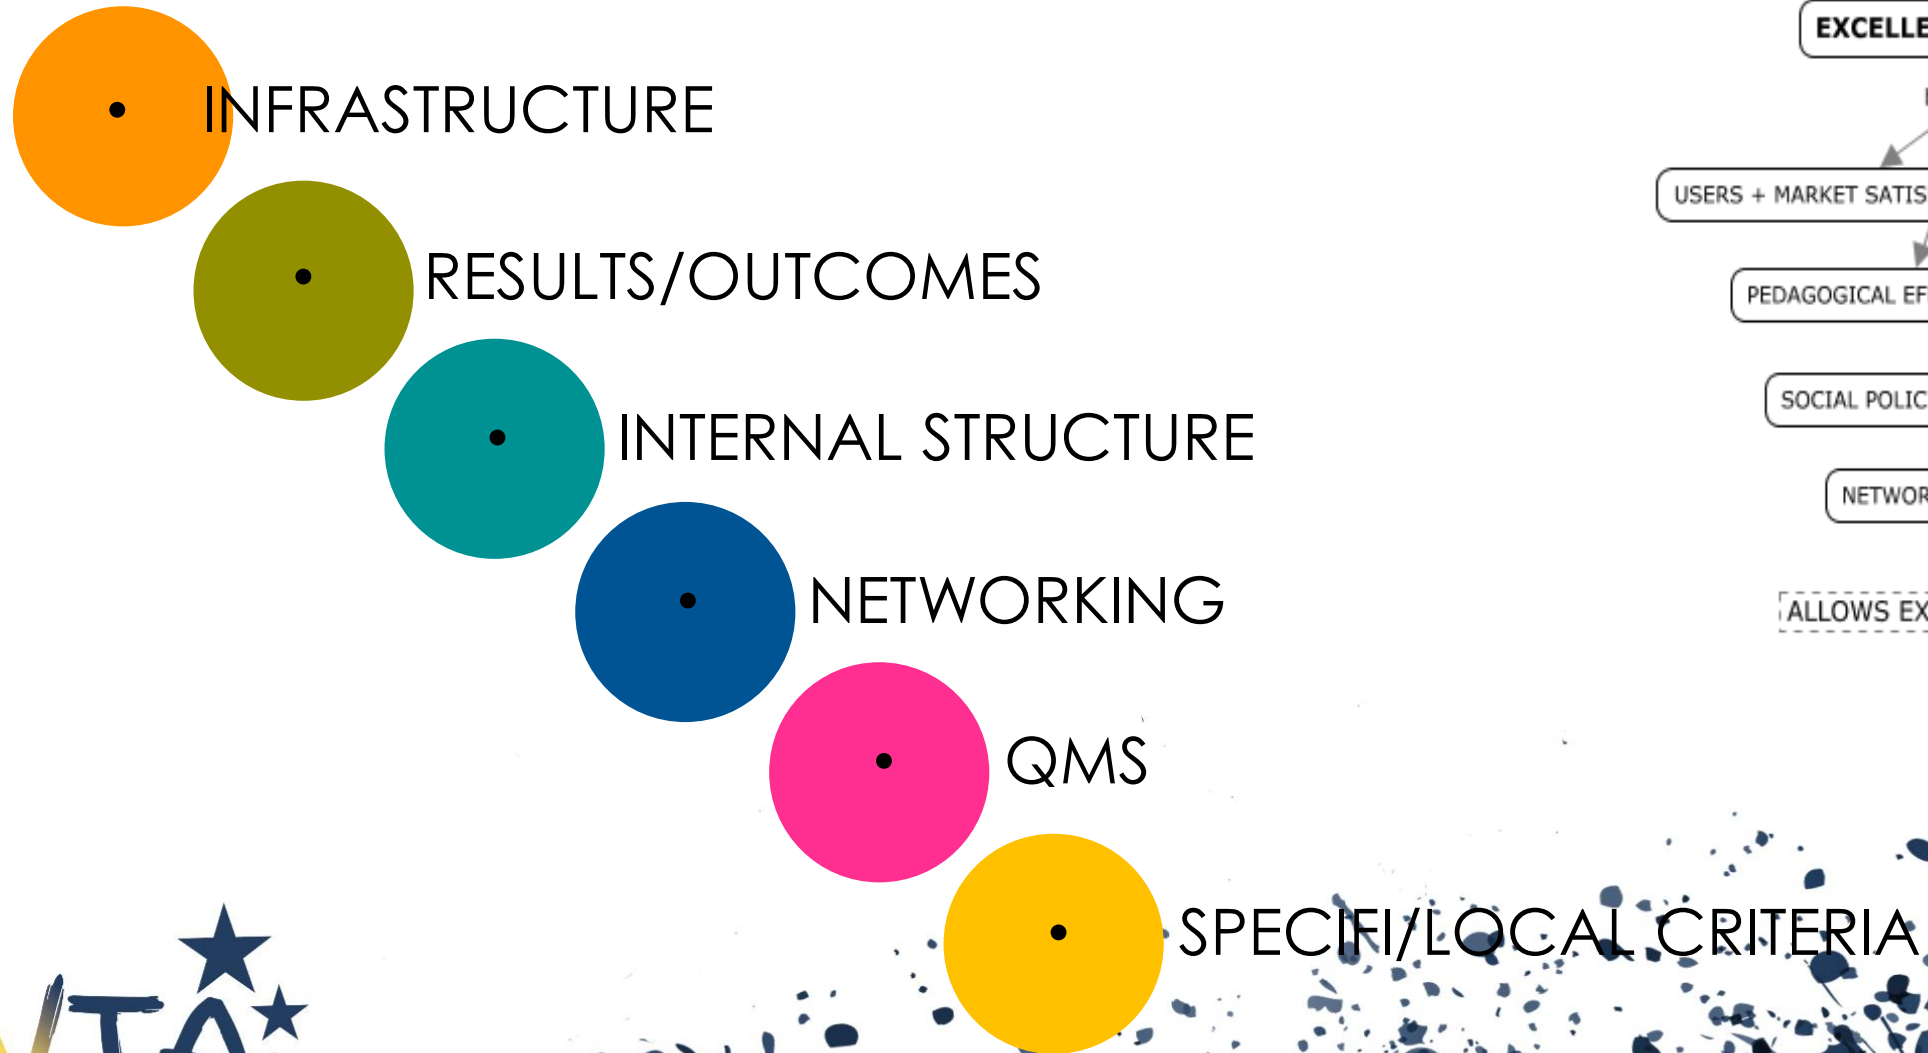 INFRASTRUCTURE
RESULTS/OUTCOMES
INTERNAL STRUCTURE
NETWORKING
QMS
SPECIFI/LOCAL CRITERIA
EXCELLE
USERS + MARKET SATIS
PEDAGOGICAL EF
SOCIAL POLIC
NETWOR
ALLOWS EX